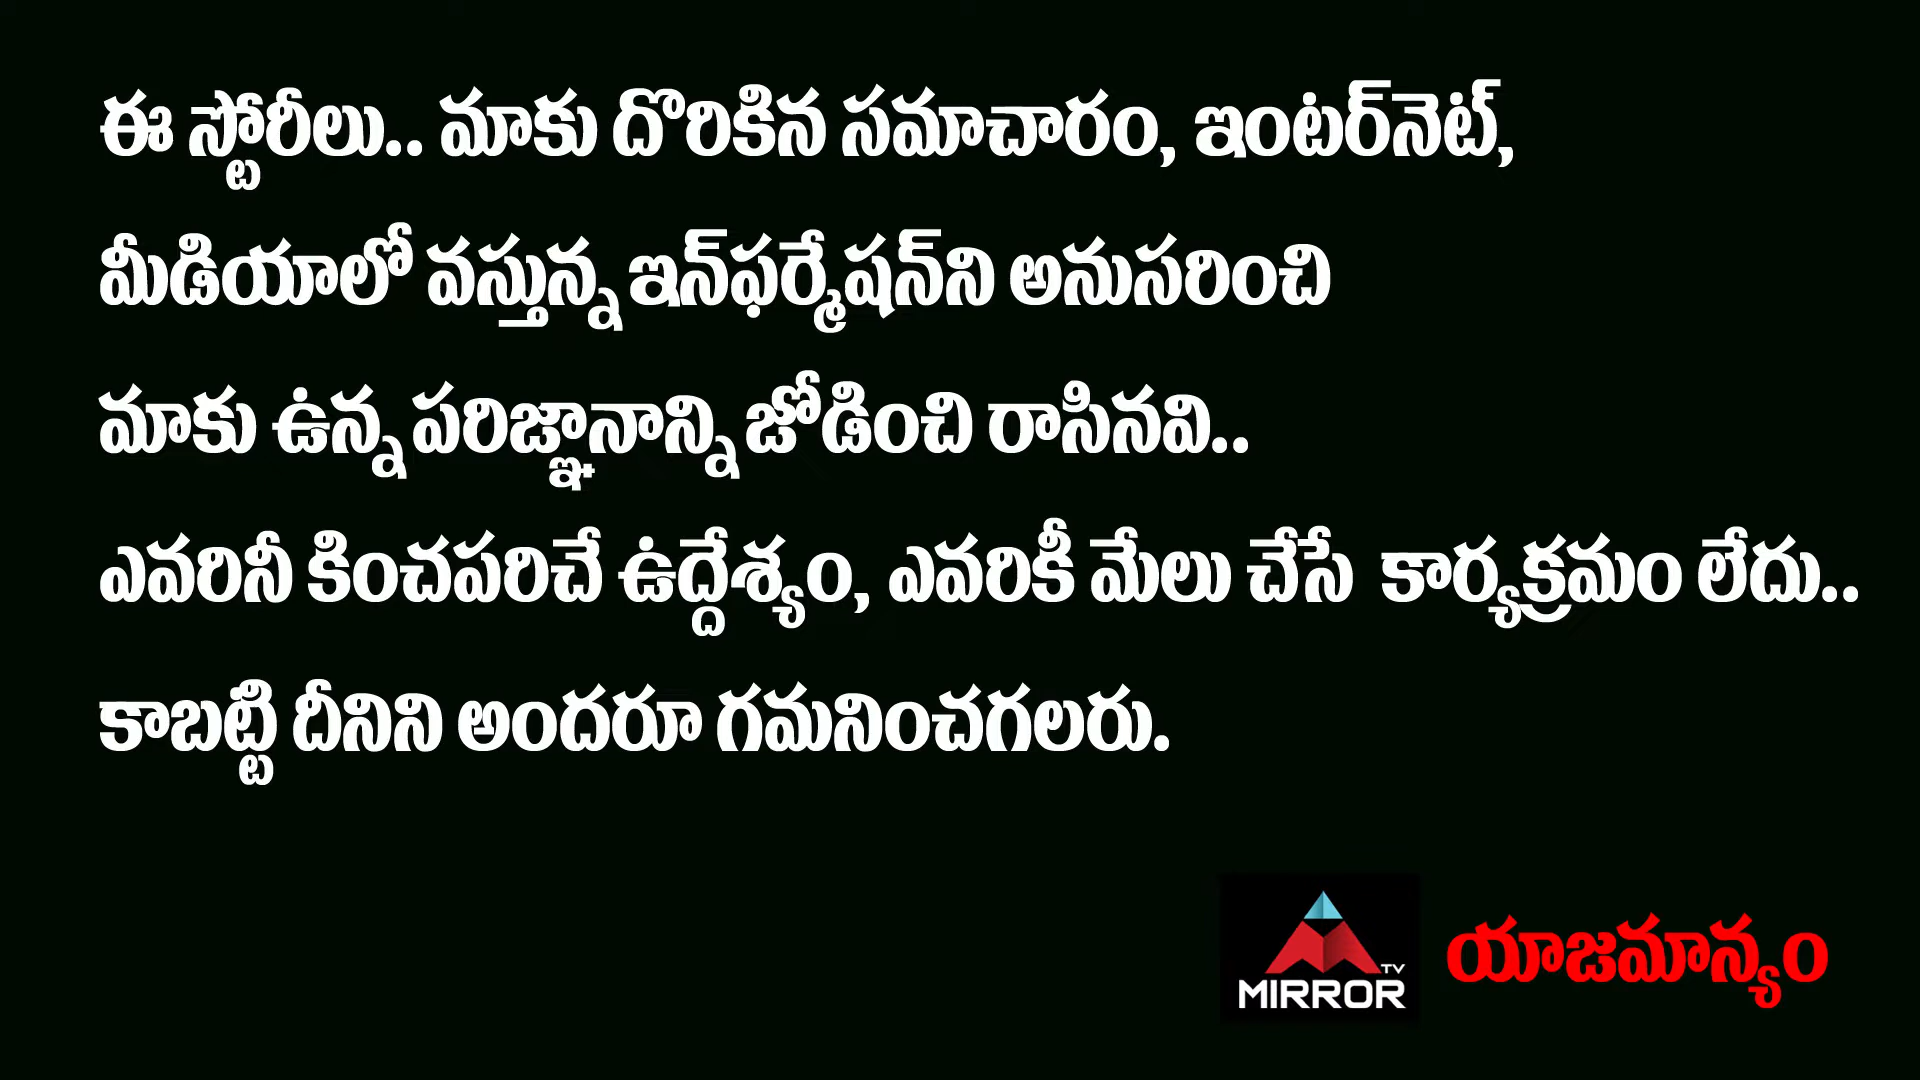 ఈ స్టోరీలు.. మాకు దొరికిన సమాచారం, ఇంటర్‌నెట్,
మీడియాలో వస్తున్న ఇన్‌ఫర్మేషన్‌ని అనుసరించి
మాకు ఉన్న పరిజ్ఞానాన్ని జోడించి రాసినవి..
ఎవరినీ కించపరిచే ఉద్దేశ్యం, ఎవరికీ మేలు చేసే కార్యక్రమం లేదు..
కాబట్టి దీనిని అందరూ గమనించగలరు.
TV
MIRROR
యాజమాన్యం